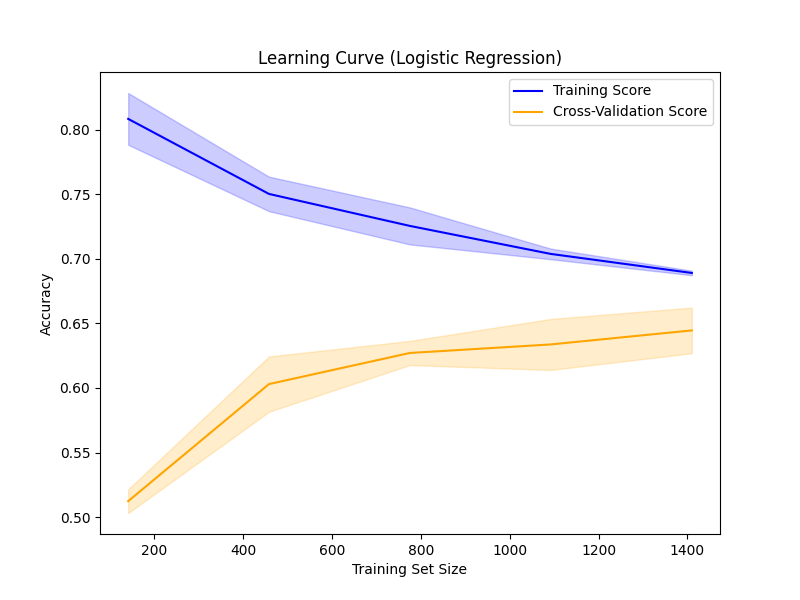 Learning Curve (Logistic Regression)
Training Score
Cross-Validation Score
Accuracy
0.80
0.75
0.70
0.65
0.60
0.55
0.50
200 400 600 800 1000 1200 1400
Training Set Size